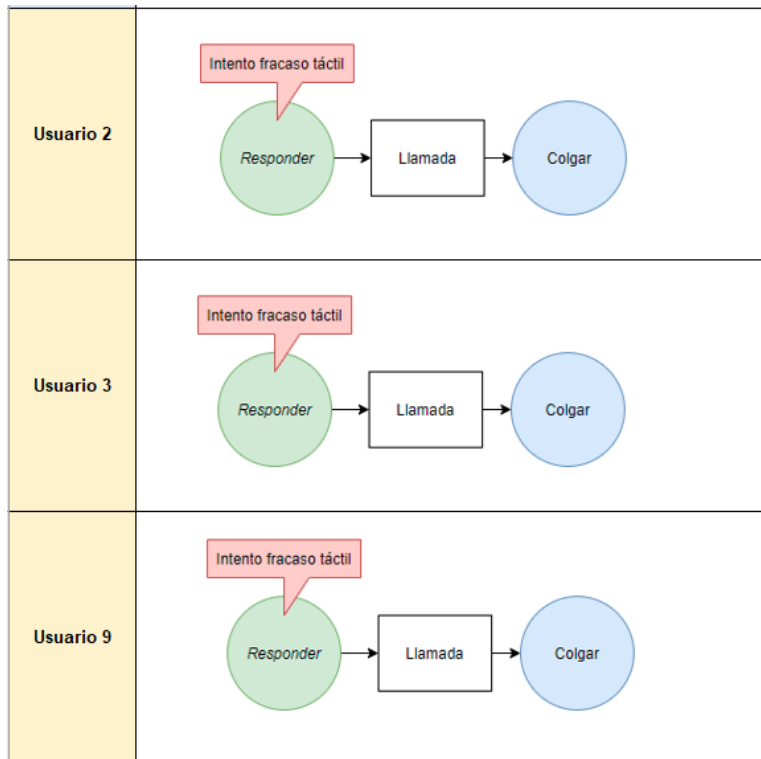 Intento fracaso táctil
Usuario 2
Responder
Llamada
Colgar
Intento fracaso táctil
Usuario 3
Responder
Llamada
Colgar
Intento fracaso táctil
Usuario 9
Responder
Llamada
Colgar